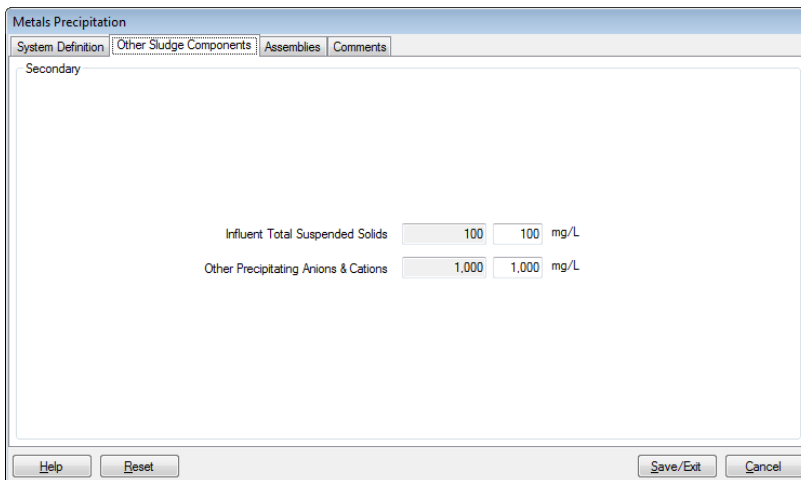 Metals Precipitation
System Definition Other Sludge Components Assemblies Comments
Secondary
Influent Total Suspended Solids 100 100 mg/L
Other Precipitating Anions & Cations 1,000 1,000 mg/L
Help Reset Save/Exit Cancel